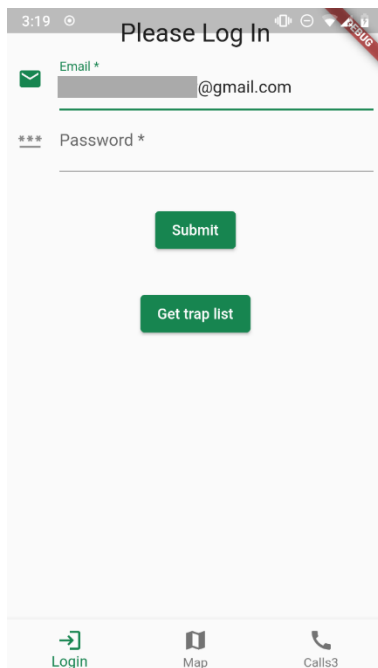 3:19
DEBUG
Please Log In
Email *
@gmail.com
*** Password *
Submit
Get trap list
Login Map Calls3